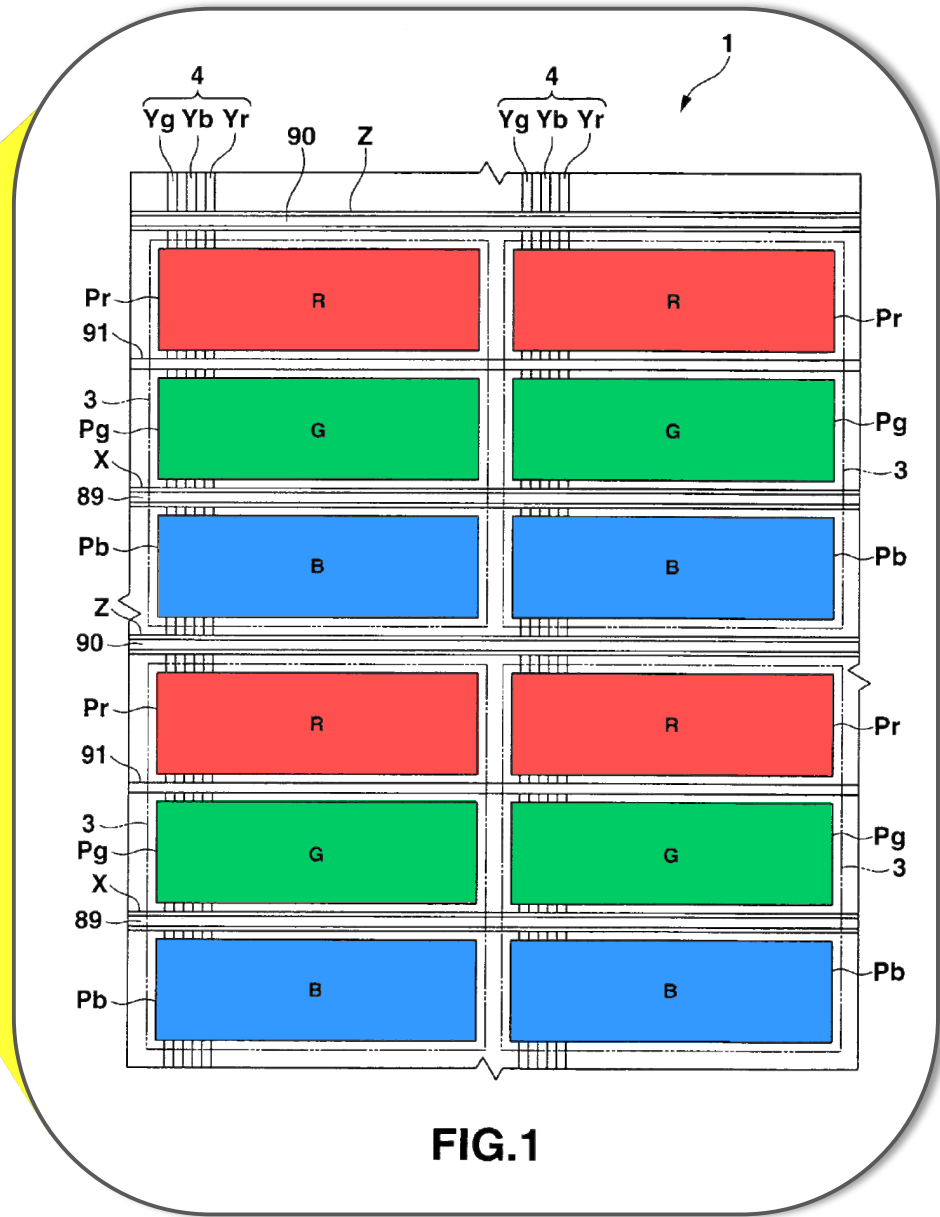 1
4 4
Yg Yb Yr Yg Yb Yr
90 Z
R R
Pr Pr
91
3
Pg G G Pg
X 3
89
Pb B B Pb
Z
90
Pr R R Pr
91
3
Pg G G Pg
X 3
89
Pb B B Pb
FIG.1